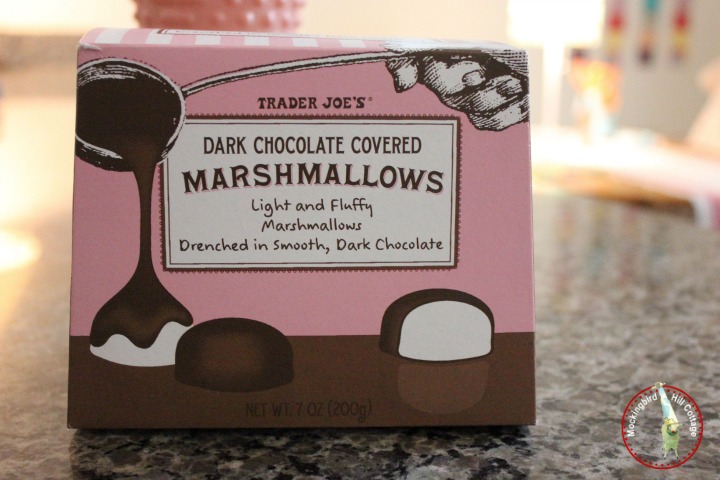 TRADER JOE'S®
DARK CHOCOLATE COVERED
MARSHMALLOWS
Light and Fluffy
Marshmallows
Drenched in Smooth, Dark Chocolate
NET WT. 7 OZ (200g)
Mockingbird Hill Cottage